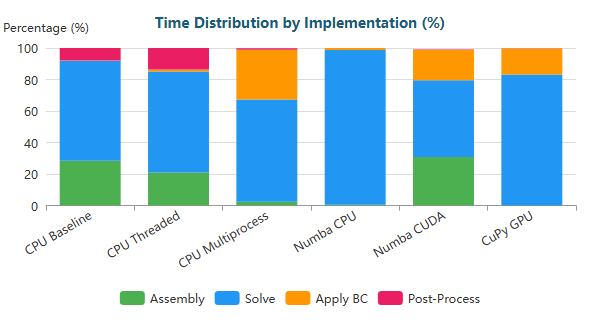 Time Distribution by Implementation (%)
Percentage (%)
100
80
60
40
20
0
CPU Baseline
CPU Threaded
CPU Multiprocess
Numba CPU
Numba CUDA
CuPy GPU
Assembly Solve Apply BC Post-Process